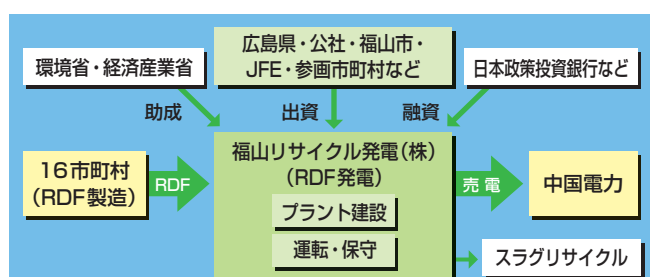 環境省・経済産業省
広島県・公社・福山市・
JFE・参画市町村など
日本政策投資銀行など
助成
出資
融資
16市町村
(RDF製造)
RDF
福山リサイクル発電(株)
(RDF発電)
プラント建設
運転・保守
売電
中国電力
スラグリサイクル